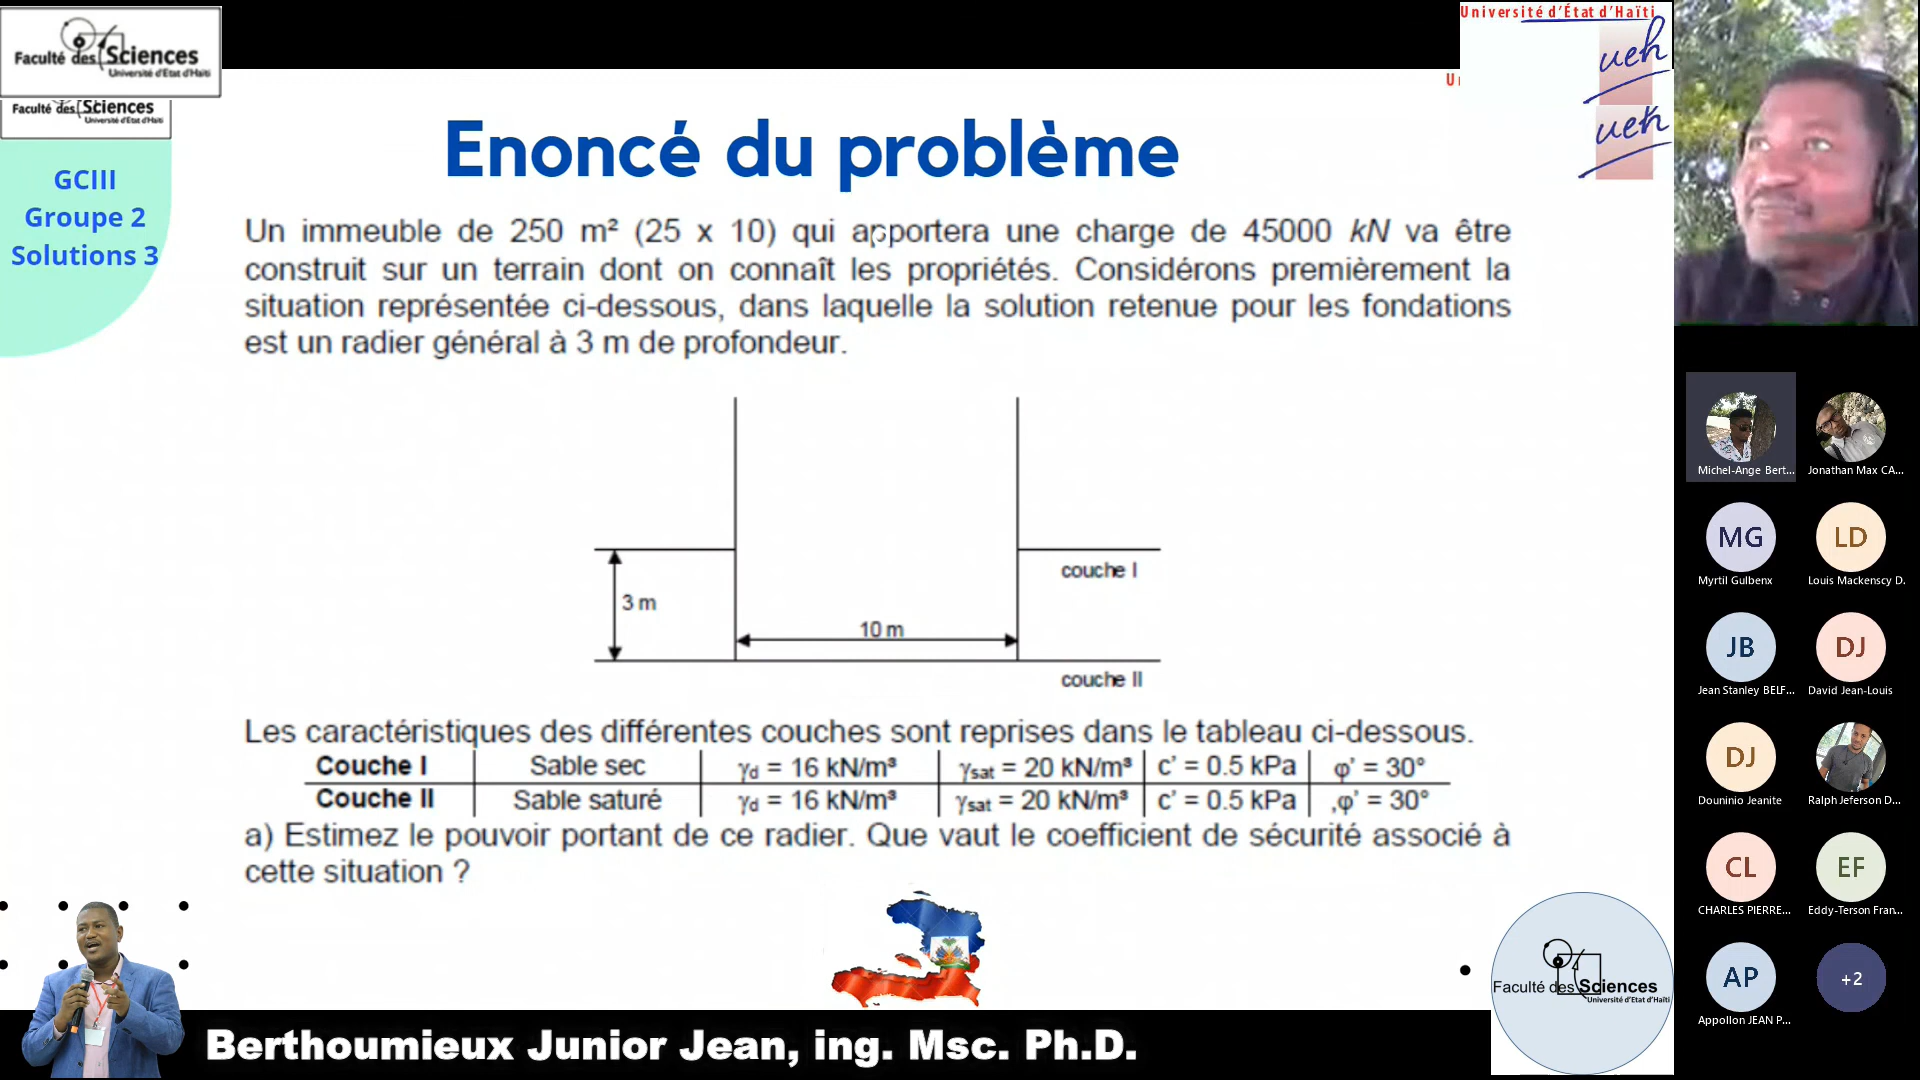 Faculté des Sciences
Université d'Etat d'Haïti
Faculté des Sciences
Université d'Etat d'Haïti
GCIII
Groupe 2
Solutions 3
Université d'État d'Haïti
ueh
U
ueh
Enoncé du problème
Un immeuble de 250 m² (25 x 10) qui apportera une charge de 45000 kN va être
construit sur un terrain dont on connaît les propriétés. Considérons premièrement la
situation représentée ci-dessous, dans laquelle la solution retenue pour les fondations
est un radier général à 3 m de profondeur.
couche I
3 m
10 m
couche II
Les caractéristiques des différentes couches sont reprises dans le tableau ci-dessous.
Couche I Sable sec γd = 16 kN/m³ γsat = 20 kN/m³ c' = 0.5 kPa φ' = 30°
Couche II Sable saturé γd = 16 kN/m³ γsat = 20 kN/m³ c' = 0.5 kPa ,φ' = 30°
a) Estimez le pouvoir portant de ce radier. Que vaut le coefficient de sécurité associé à
cette situation ?
Faculté des Sciences
Université d'Etat d'Haïti
Berthoumieux Junior Jean, ing. Msc. Ph.D.
Michel-Ange Bert...
Jonathan Max CA...
MG
LD
Myrtil Gulbenx
Louis Mackenscy D.
JB
DJ
Jean Stanley BELF...
David Jean-Louis
DJ
Douninio Jeanite
Ralph Jeferson D...
CL
EF
CHARLES PIERRE...
Eddy-Terson Fran...
AP
+2
Appollon JEAN P...